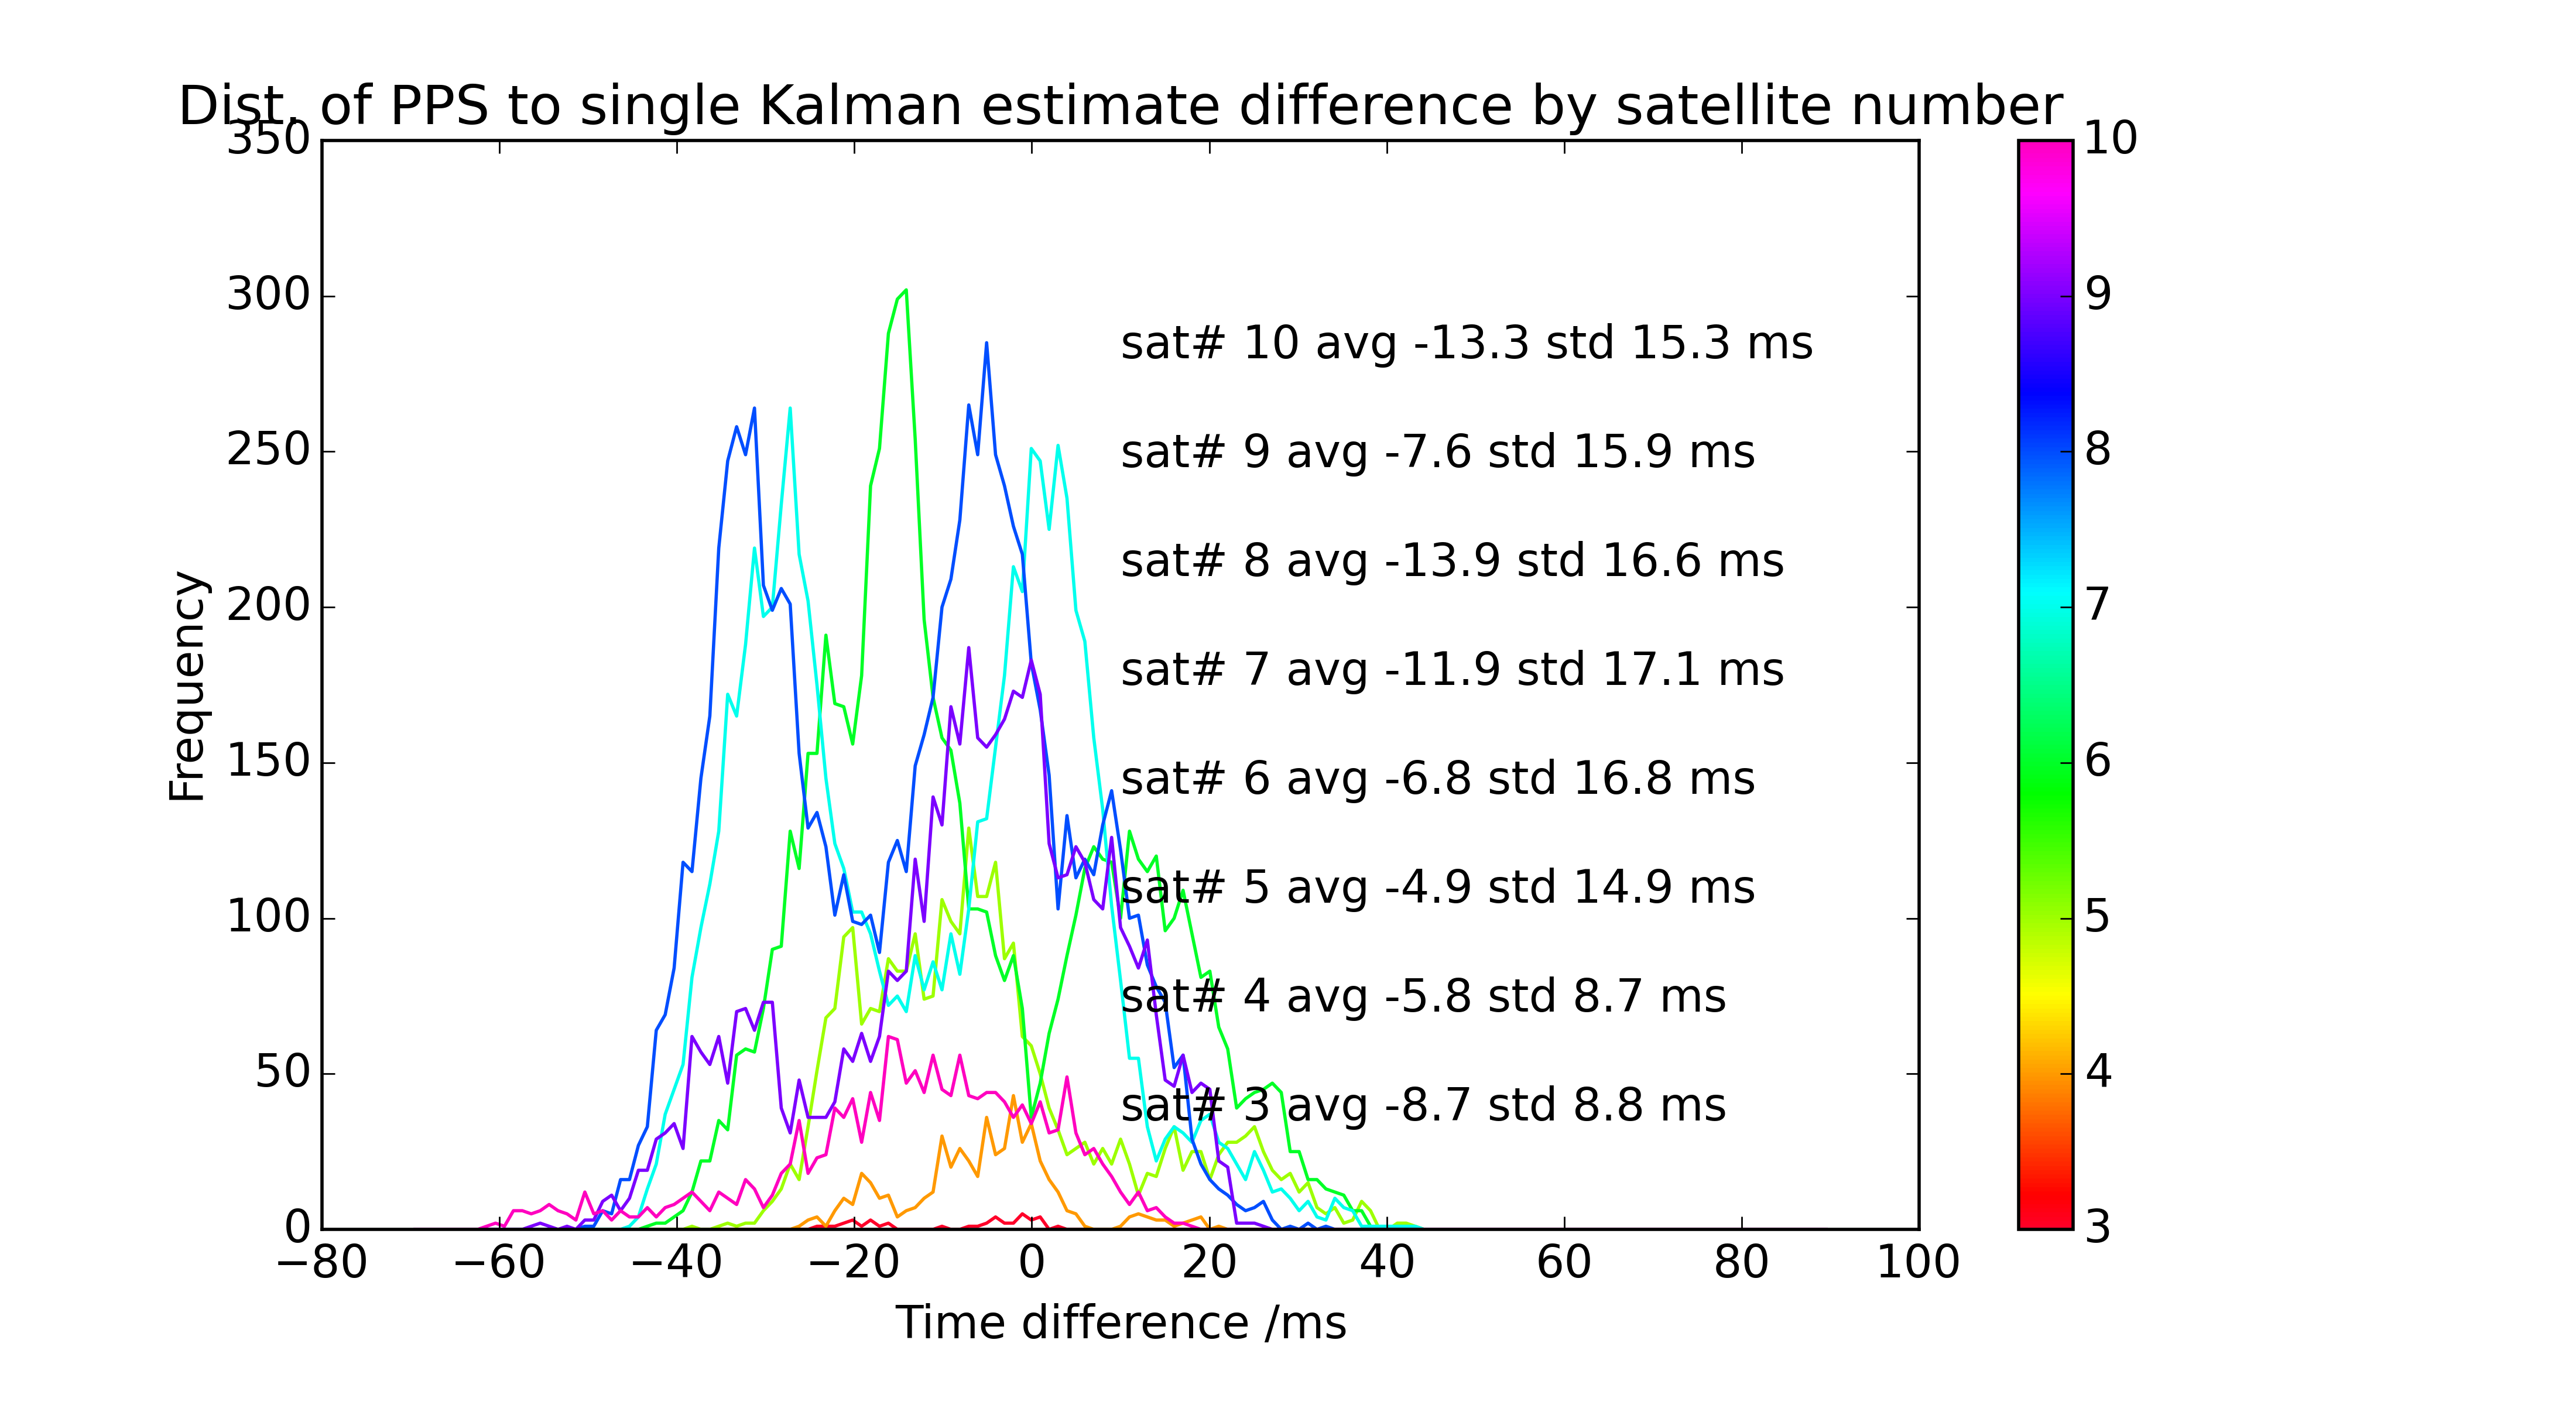 Dist. of PPS to single Kalman estimate difference by satellite number
350
300
250
200
150
100
50
0
Frequency
sat# 10 avg -13.3 std 15.3 ms
sat# 9 avg -7.6 std 15.9 ms
sat# 8 avg -13.9 std 16.6 ms
sat# 7 avg -11.9 std 17.1 ms
sat# 6 avg -6.8 std 16.8 ms
sat# 5 avg -4.9 std 14.9 ms
sat# 4 avg -5.8 std 8.7 ms
sat# 3 avg -8.7 std 8.8 ms
−80 −60 −40 −20 0 20 40 60 80 100
Time difference /ms
10
9
8
7
6
5
4
3